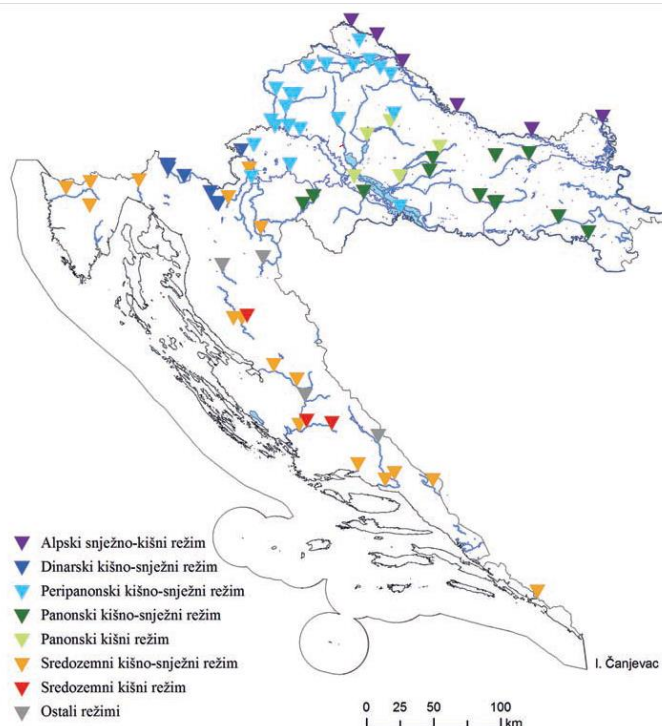 Alpski snježno-kišni režim
Dinarski kišno-snježni režim
Peripanonski kišno-snježni režim
Panonski kišno-snježni režim
Panonski kišni režim
Sredozemni kišno-snježni režim
Sredozemni kišni režim
Ostali režimi
I. Čanjevac
0 25 50 100
km